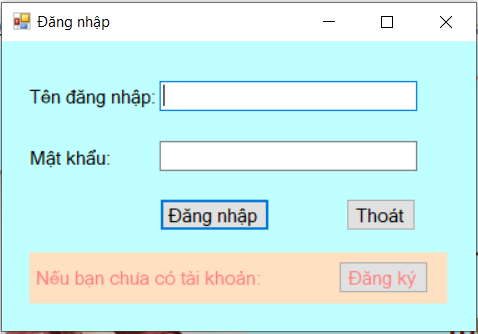 Đăng nhập
Tên đăng nhập:
Mật khẩu:
Đăng nhập Thoát
Nếu bạn chưa có tài khoản: Đăng ký